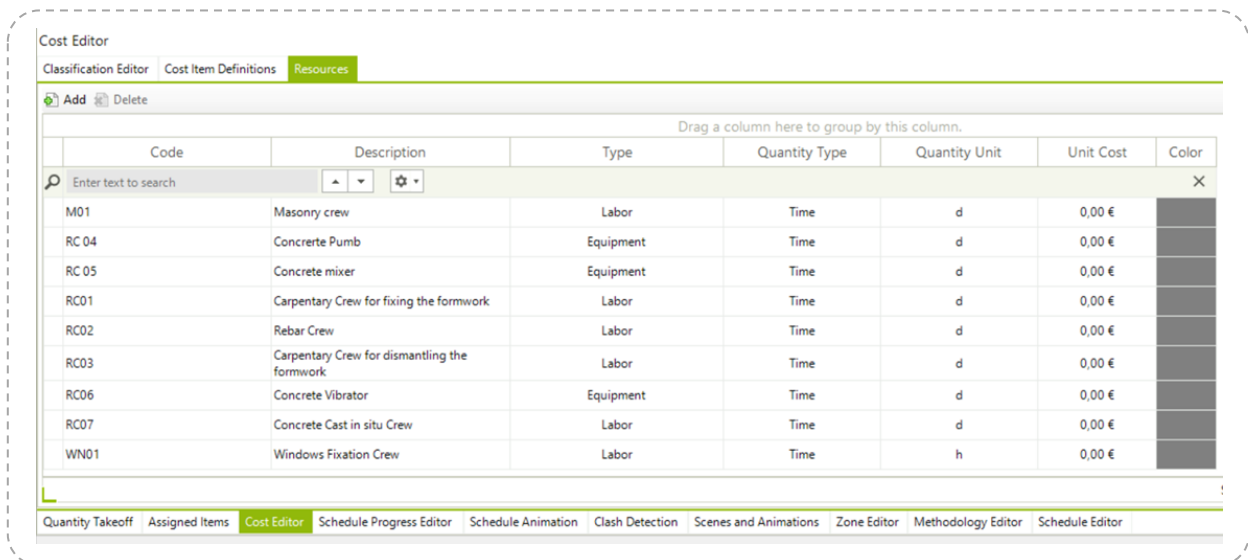 Cost Editor
Classification Editor Cost Item Definitions Resources
Add Delete
Drag a column here to group by this column.
Code Description Type Quantity Type Quantity Unit Unit Cost Color
Enter text to search
M01 Masonry crew Labor Time d 0,00 €
RC 04 Concrerte Pumb Equipment Time d 0,00 €
RC 05 Concrete mixer Equipment Time d 0,00 €
RC01 Carpentary Crew for fixing the formwork Labor Time d 0,00 €
RC02 Rebar Crew Labor Time d 0,00 €
RC03 Carpentary Crew for dismantling the
formwork Labor Time d 0,00 €
RC06 Concrete Vibrator Equipment Time d 0,00 €
RC07 Concrete Cast in situ Crew Labor Time d 0,00 €
WN01 Windows Fixation Crew Labor Time h 0,00 €
Quantity Takeoff Assigned Items Cost Editor Schedule Progress Editor Schedule Animation Clash Detection Scenes and Animations Zone Editor Methodology Editor Schedule Editor